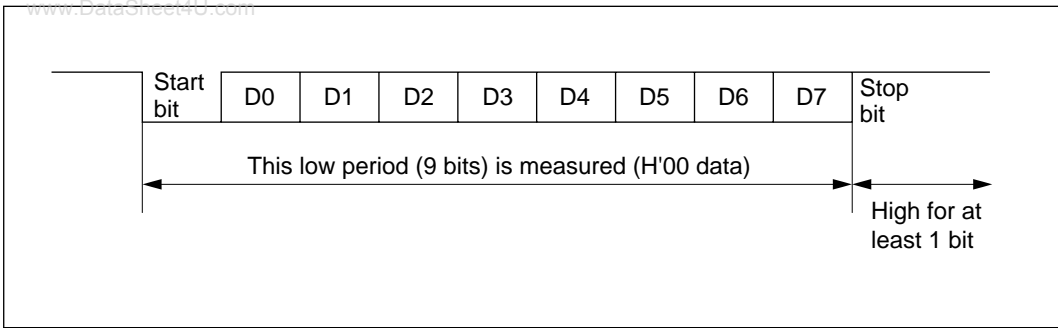 www.DataSheet4U.com
Start bit
D0 D1 D2 D3 D4 D5 D6 D7
Stop bit
This low period (9 bits) is measured (H'00 data)
High for at
least 1 bit